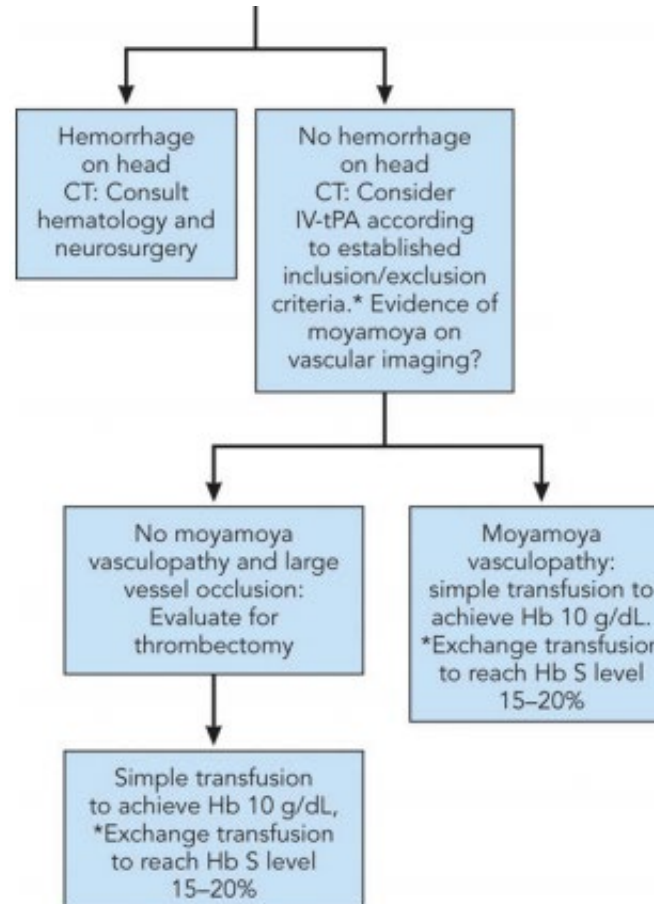 Hemorrhage
on head
CT: Consult
hematology and
neurosurgery
No hemorrhage
on head
CT: Consider
IV-tPA according
to established
inclusion/exclusion
criteria.* Evidence of
moyamoya on
vascular imaging?
No moyamoya
vasculopathy and large
vessel occlusion:
Evaluate for
thrombectomy
Moyamoya
vasculopathy:
simple transfusion to
achieve Hb 10 g/dL.
*Exchange transfusion
to reach Hb S level
15–20%
Simple transfusion
to achieve Hb 10 g/dL,
*Exchange transfusion
to reach Hb S level
15–20%